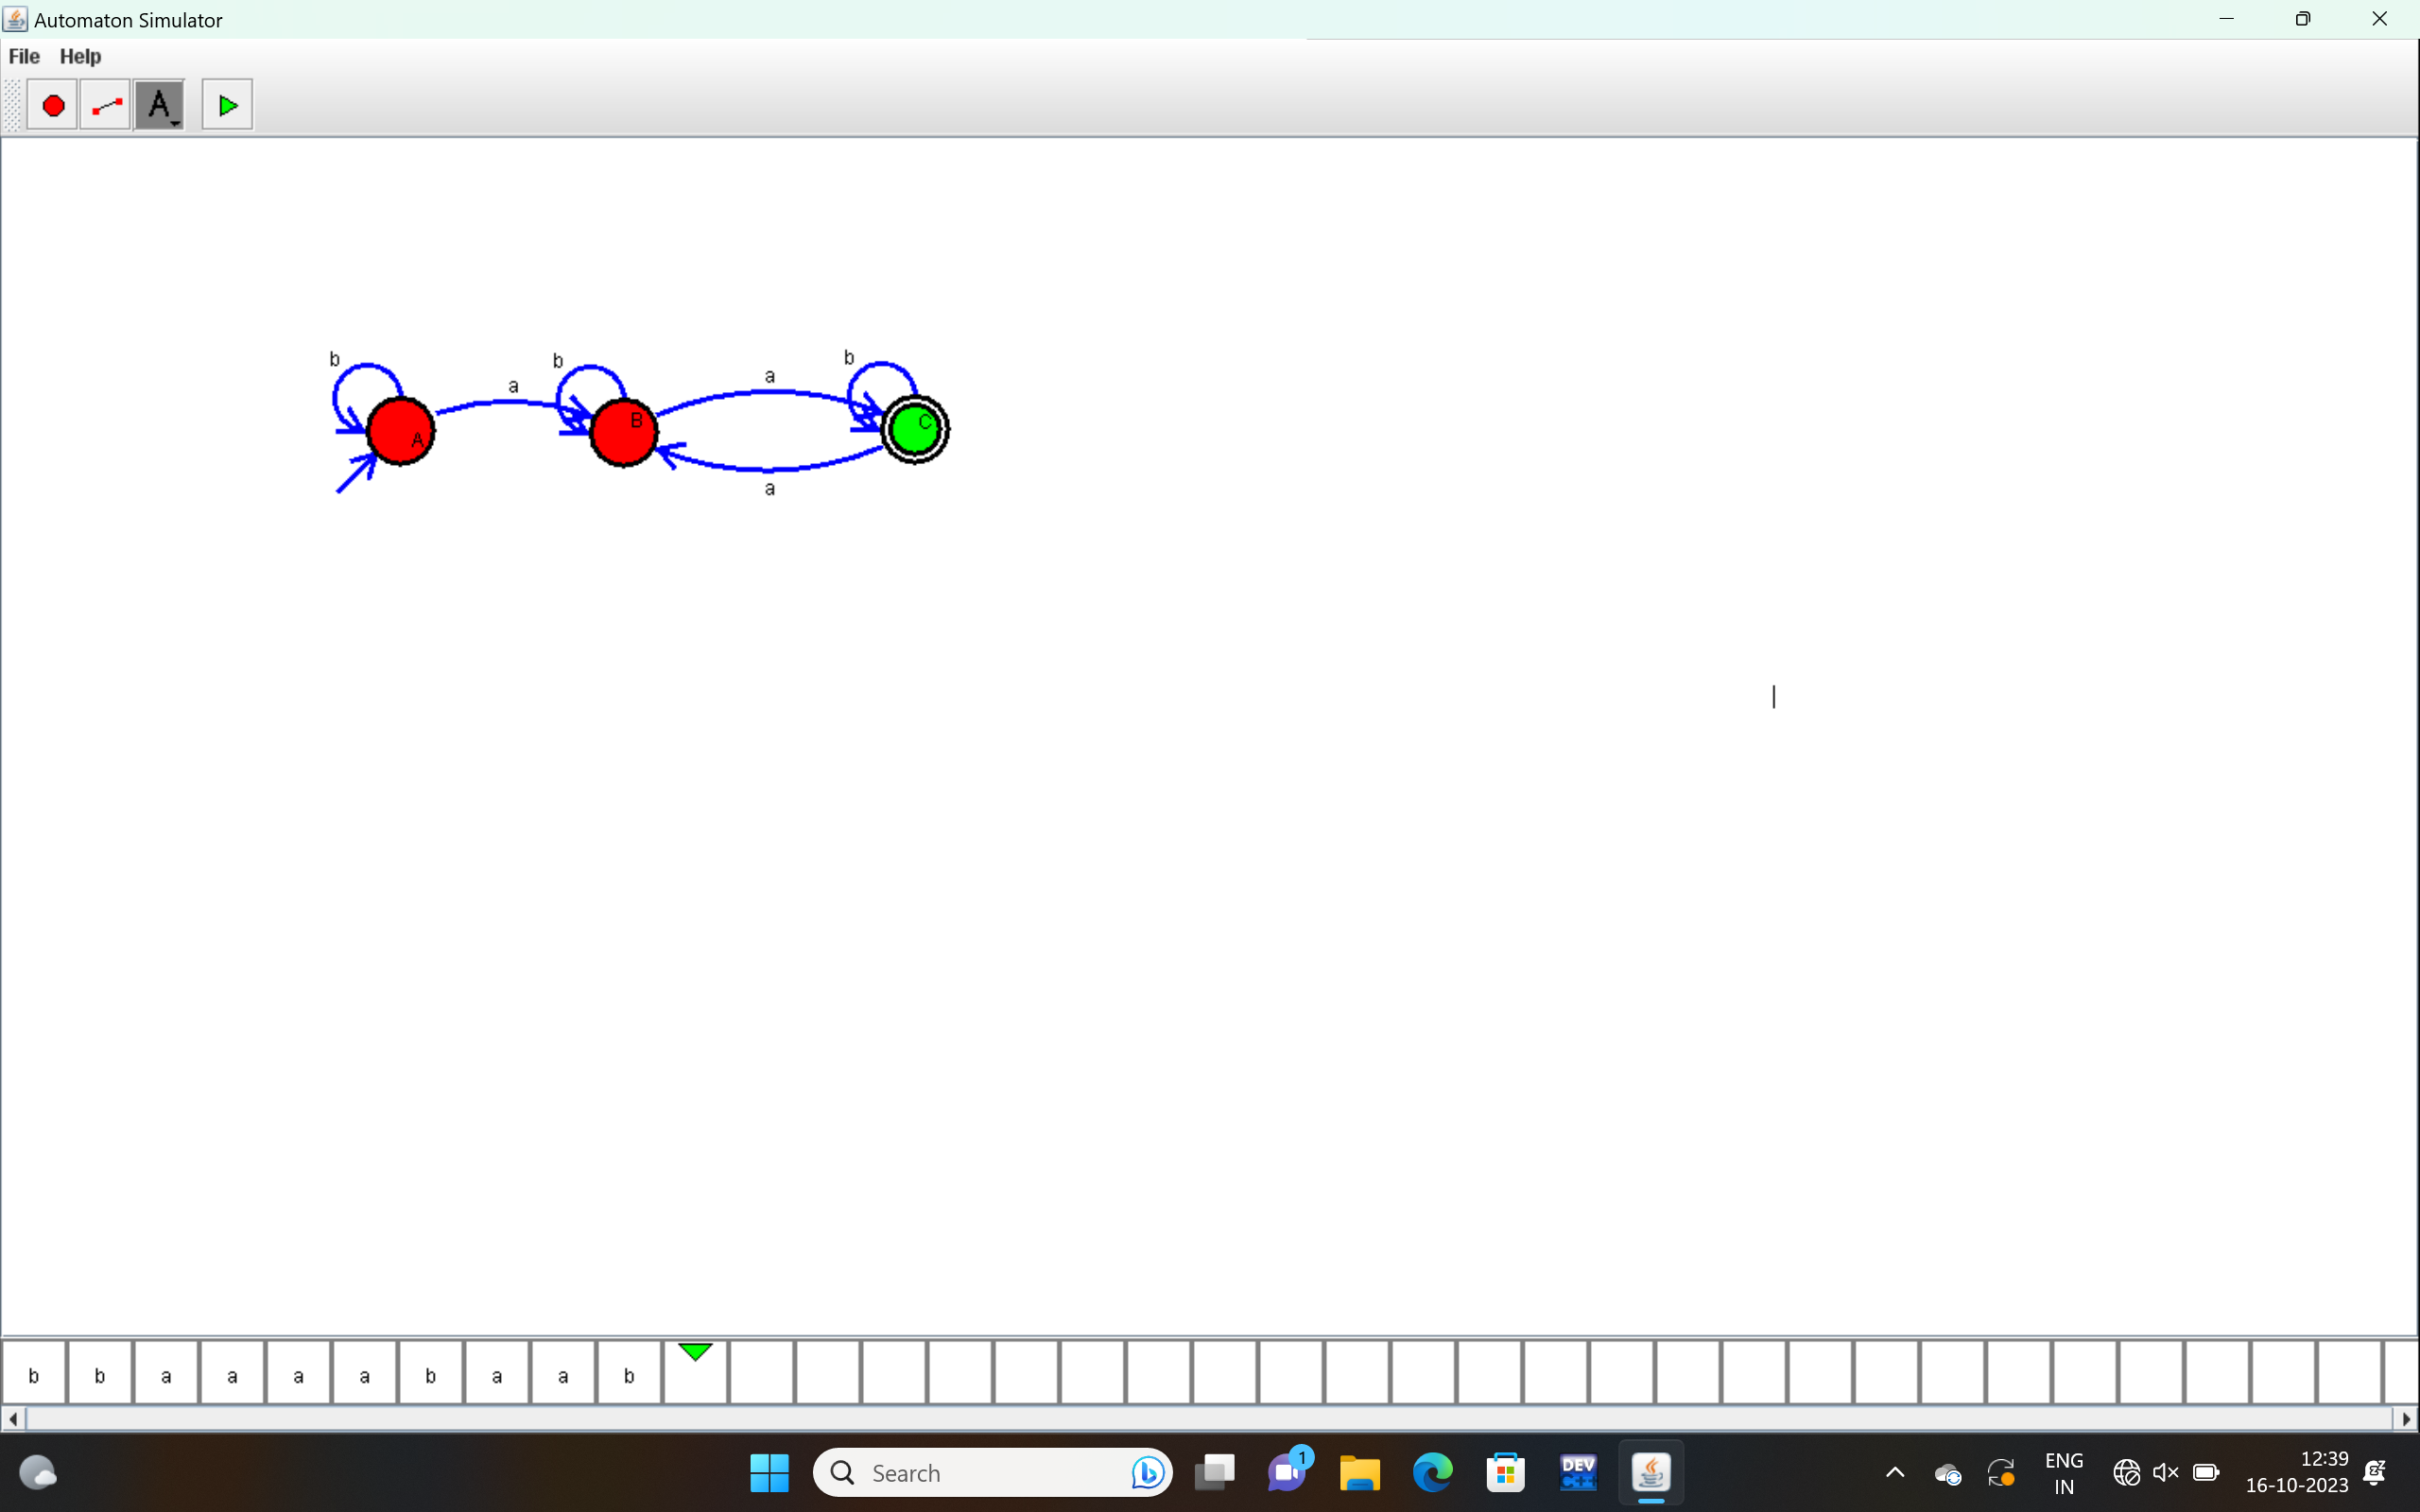 Automaton Simulator
File Help
A
b b b
a a
A B C
a
b b a a a a b a a b
Search
1
DEV
C++
ENG
IN
12:39
16-10-2023